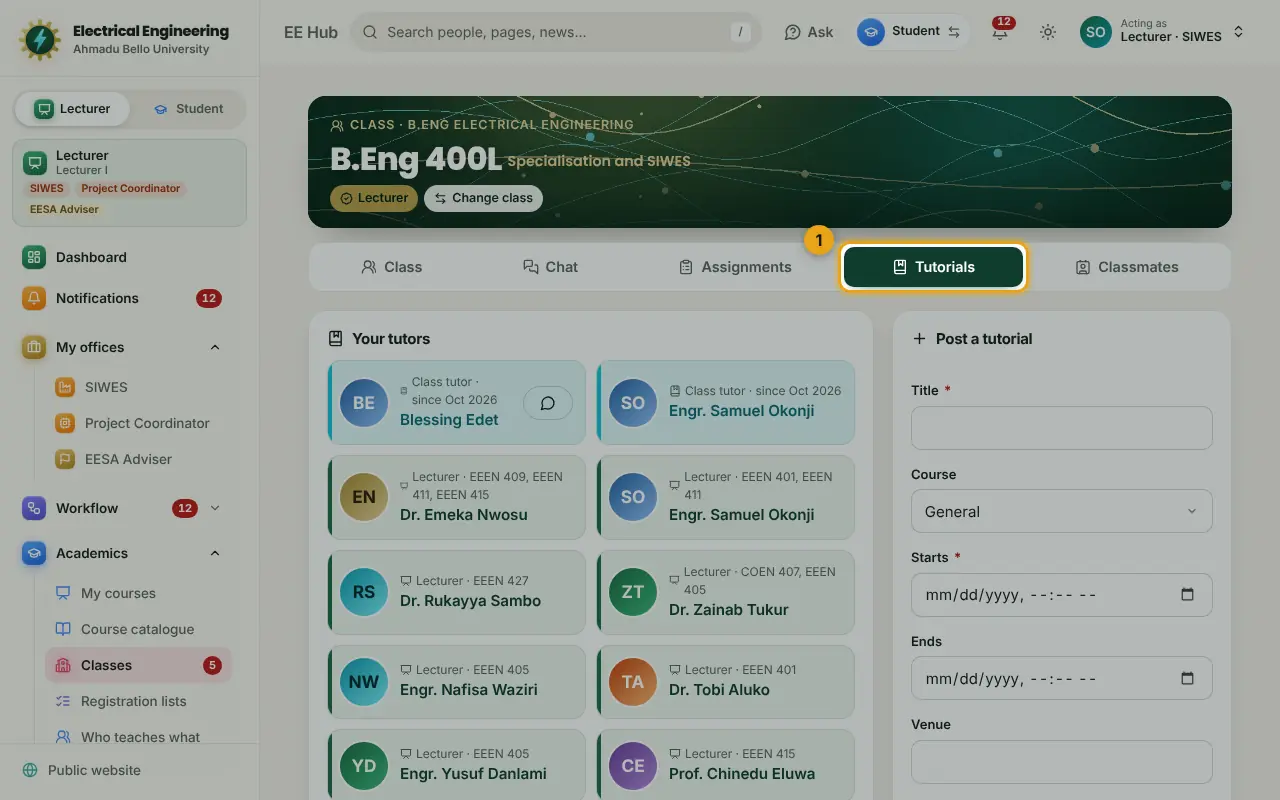 Electrical Engineering
Ahmadu Bello University
EE Hub
Search people, pages, news...
/
Ask
Student
12
SO
Acting as
Lecturer · SIWES
Lecturer
Student
Lecturer
Lecturer I
SIWES
Project Coordinator
EESA Adviser
Dashboard
Notifications
12
My offices
SIWES
Project Coordinator
EESA Adviser
Workflow
12
Academics
My courses
Course catalogue
Classes
5
Registration lists
Who teaches what
Public website
CLASS · B.ENG ELECTRICAL ENGINEERING
B.Eng 400L Specialisation and SIWES
Lecturer
Change class
1
Class
Chat
Assignments
Tutorials
Classmates
Your tutors
BE
Class tutor ·
since Oct 2026
Blessing Edet
SO
Class tutor · since Oct 2026
Engr. Samuel Okonji
EN
Lecturer · EEEN 409, EEEN
411, EEEN 415
Dr. Emeka Nwosu
SO
Lecturer · EEEN 401, EEEN
411
Engr. Samuel Okonji
RS
Lecturer · EEEN 427
Dr. Rukayya Sambo
ZT
Lecturer · COEN 407, EEEN
405
Dr. Zainab Tukur
NW
Lecturer · EEEN 405
Engr. Nafisa Waziri
TA
Lecturer · EEEN 401
Dr. Tobi Aluko
YD
Lecturer · EEEN 405
Engr. Yusuf Danlami
CE
Lecturer · EEEN 415
Prof. Chinedu Eluwa
Post a tutorial
Title *
Course
General
Starts *
mm/dd/yyyy, --:-- --
Ends
mm/dd/yyyy, --:-- --
Venue